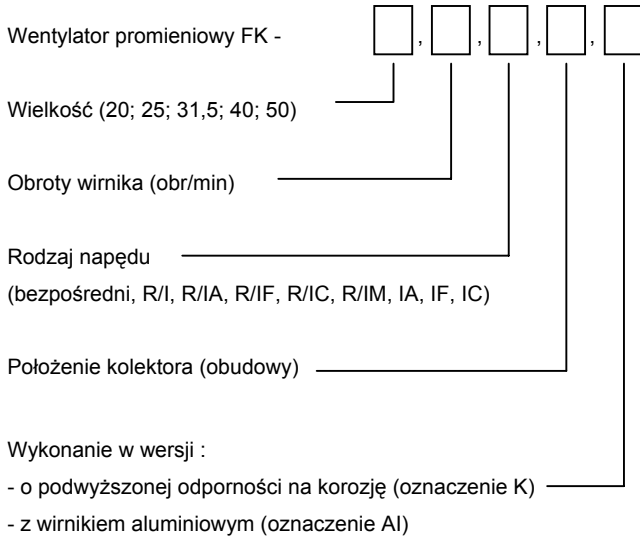 Wentylator promieniowy FK - , , , ,
Wielkość (20; 25; 31,5; 40; 50)
Obroty wirnika (obr/min)
Rodzaj napędu
(bezpośredni, R/I, R/IA, R/IF, R/IC, R/IM, IA, IF, IC)
Położenie kolektora (obudowy)
Wykonanie w wersji :
- o podwyższonej odporności na korozję (oznaczenie K)
- z wirnikiem aluminiowym (oznaczenie Al)